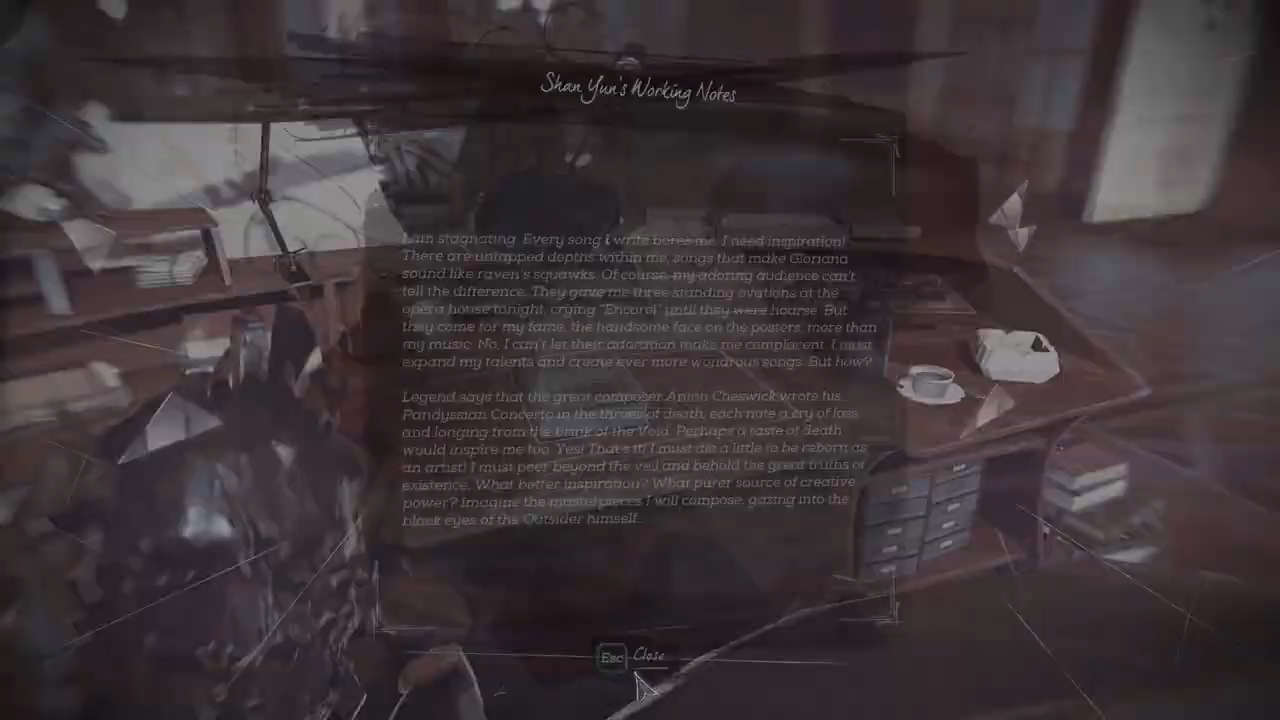 Shan Yun's Working Notes
I am stagnating. Every song I write bores me. I need inspiration!
There are untapped depths within me, songs that make Gloriana
sound like raven's squawks. Of course, my adoring audience can't
tell the difference. They gave me three standing ovations at the
opera house tonight, crying "Encore!" until they were hoarse. But
they come for my fame, the handsome face on the posters, more than
my music. No, I can't let their adoration make me complacent. I must
expand my talents and create ever more wondrous songs. But how?
Legend says that the great composer Anton Cheswick wrote his
Pandyssian Concerto in the throes of death, each note a cry of loss
and longing from the brink of the Void. Perhaps a taste of death
would inspire me too. Yes! That's it! I must die a little to be reborn as
an artist! I must peer beyond the veil and behold the great truths of
existence. What better inspiration? What purer source of creative
power? Imagine the masterpieces I will compose, gazing into the
black eyes of the Outsider himself...
Esc Close